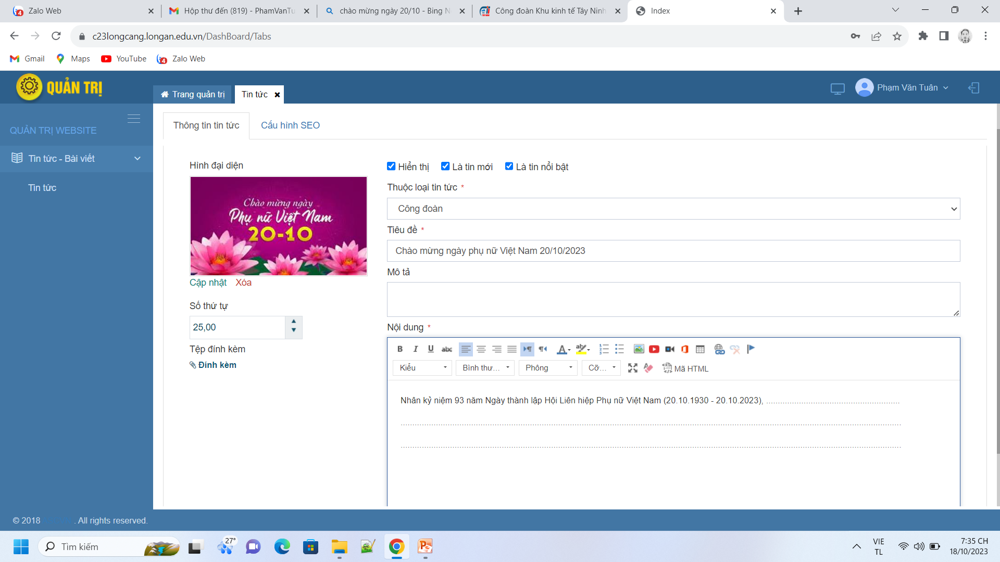 Zalo Web
Hộp thư đến (819) - PhamVanTu
chào mừng ngày 20/10 - Bing N
Công đoàn Khu kinh tế Tây Ninh
Index
c23longcang.longan.edu.vn/DashBoard/Tabs
Gmail
Maps
YouTube
Zalo Web
QUẢN TRỊ
Trang quản trị
Tin tức
Phạm Văn Tuân
QUẢN TRỊ WEBSITE
Tin tức - Bài viết
Tin tức
Thông tin tin tức
Cấu hình SEO
Hình đại diện
Chào mừng ngày
Phụ nữ Việt Nam
20-10
Cập nhật Xóa
Số thứ tự
25,00
Tệp đính kèm
Đính kèm
Hiển thị Là tin mới Là tin nổi bật
Thuộc loại tin tức *
Công đoàn
Tiêu đề *
Chào mừng ngày phụ nữ Việt Nam 20/10/2023
Mô tả
Nội dung *
B I U abc
Kiểu Bình thư... Phông Cỡ... Mã HTML
Nhân kỷ niệm 93 năm Ngày thành lập Hội Liên hiệp Phụ nữ Việt Nam (20.10.1930 - 20.10.2023), .........................................................
......................................................................................................................................................................................................................
......................................................................................................................................................................................................................
© 2018 . All rights reserved.
Tìm kiếm
27°
VIE
TL
7:35 CH
18/10/2023